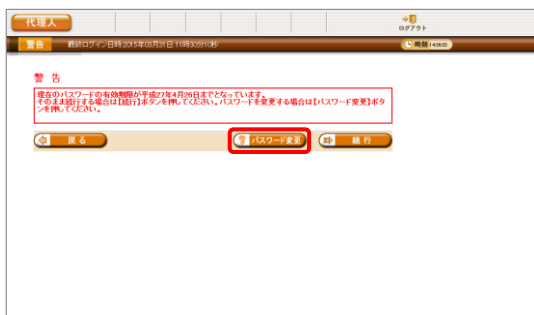 代理人
ログアウト
警告 最終ログイン日時:2015年03月31日 11時30分10秒 時刻
警 告
現在のパスワードの有効期限が平成27年4月26日までとなっています。
そのまま続行する場合は【続行】ボタンを押してください。パスワードを変更する場合は【パスワード変更】ボタ
ンを押してください。
戻 る パスワード変更 続 行